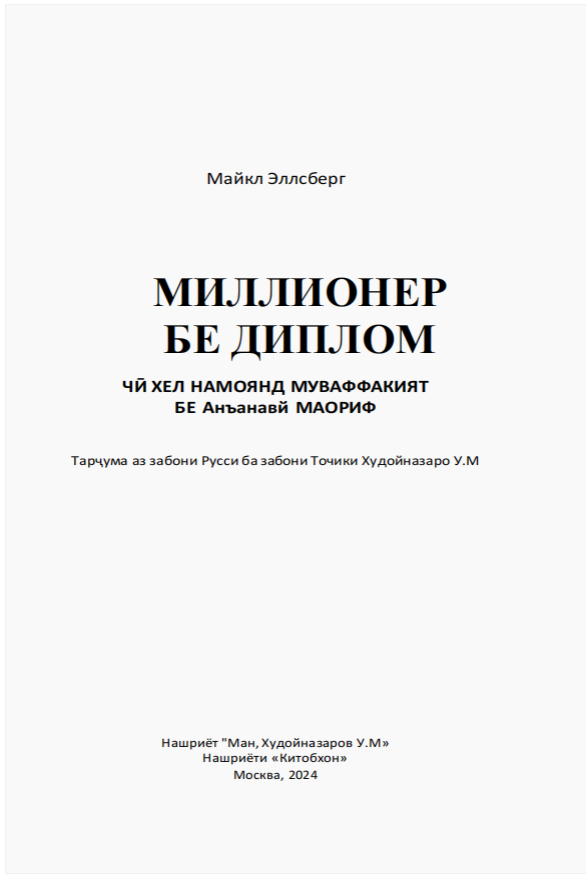 Майкл Эллсберг
МИЛЛИОНЕР
БЕ ДИПЛОМ
ЧӢ ХЕЛ НАМОЯНД МУВАФФАКИЯТ
БЕ Анъанавӣ МАОРИФ
Тарҷума аз забони Русси ба забони Точики Худойназаро У.М
Нашриёт "Ман, Худойназаров У.М»
Нашриёти «Китобхон»
Москва, 2024